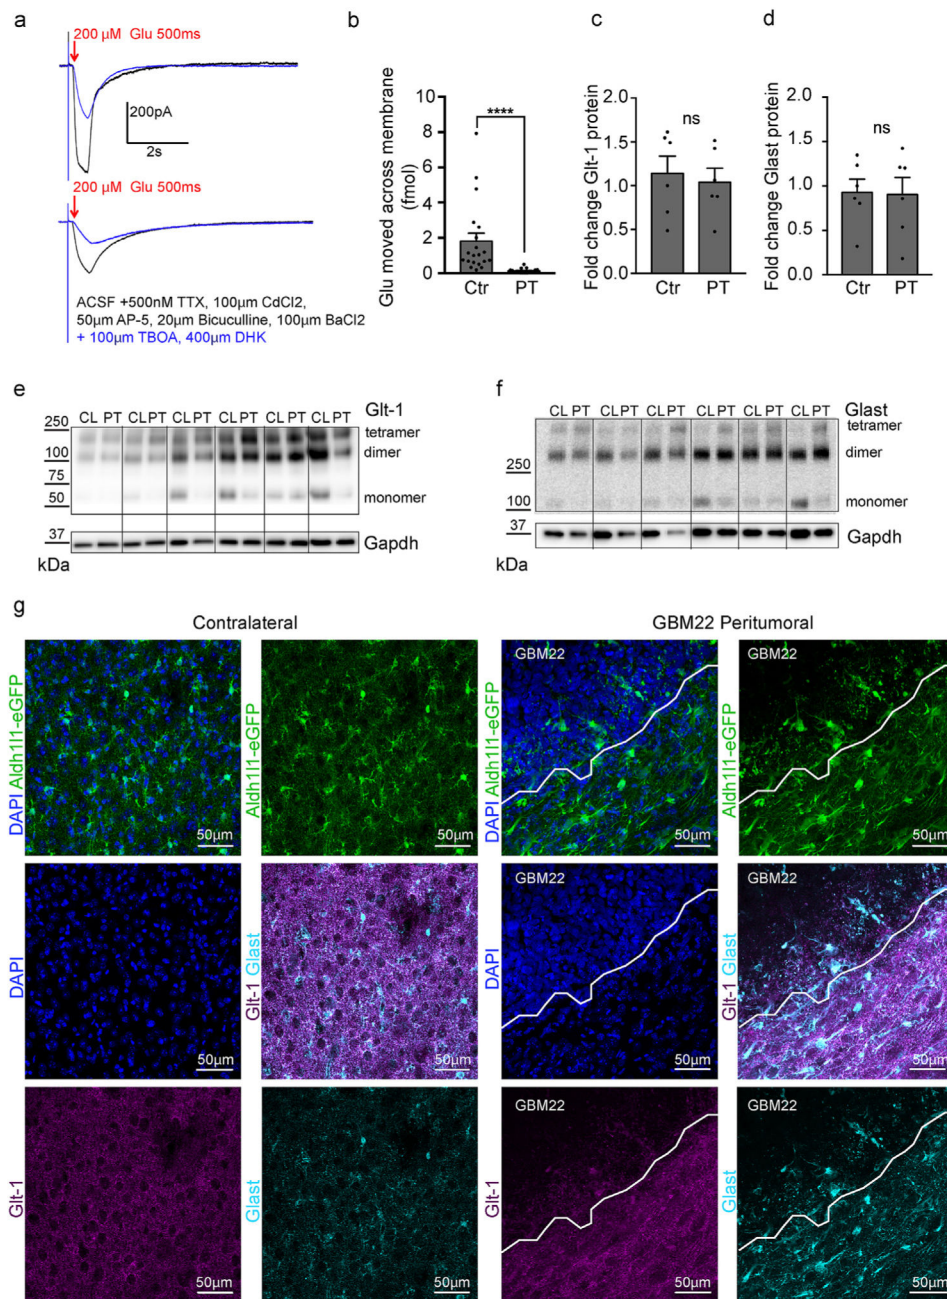 a
200 µM Glu 500ms
200pA
2s
200 µM Glu 500ms
ACSF +500nM TTX, 100µm CdCl2,
50µm AP-5, 20µm Bicuculline, 100µm BaCl2
+ 100µm TBOA, 400µm DHK
b
Glu moved across membrane
(fmol)
10
8
6
4
2
0
****
Ctr PT
c
Fold change Glt-1 protein
2.0
1.5
1.0
0.5
0.0
ns
Ctr PT
d
Fold change Glast protein
2.0
1.5
1.0
0.5
0.0
ns
Ctr PT
e
CL PT CL PT CL PT CL PT CL PT CL PT
Glt-1
250
100
75
50
37
kDa
tetramer
dimer
monomer
Gapdh
f
CL PT CL PT CL PT CL PT CL PT CL PT
Glast
250
100
37
kDa
tetramer
dimer
monomer
Gapdh
g
Contralateral
GBM22 Peritumoral
DAPI Aldh1l1-eGFP
50µm
Aldh1l1-eGFP
50µm
DAPI Aldh1l1-eGFP
GBM22
50µm
Aldh1l1-eGFP
GBM22
50µm
DAPI
50µm
Glt-1 Glast
50µm
DAPI
GBM22
50µm
Glt-1 Glast
GBM22
50µm
Glt-1
50µm
Glast
50µm
Glt-1
GBM22
50µm
Glast
GBM22
50µm